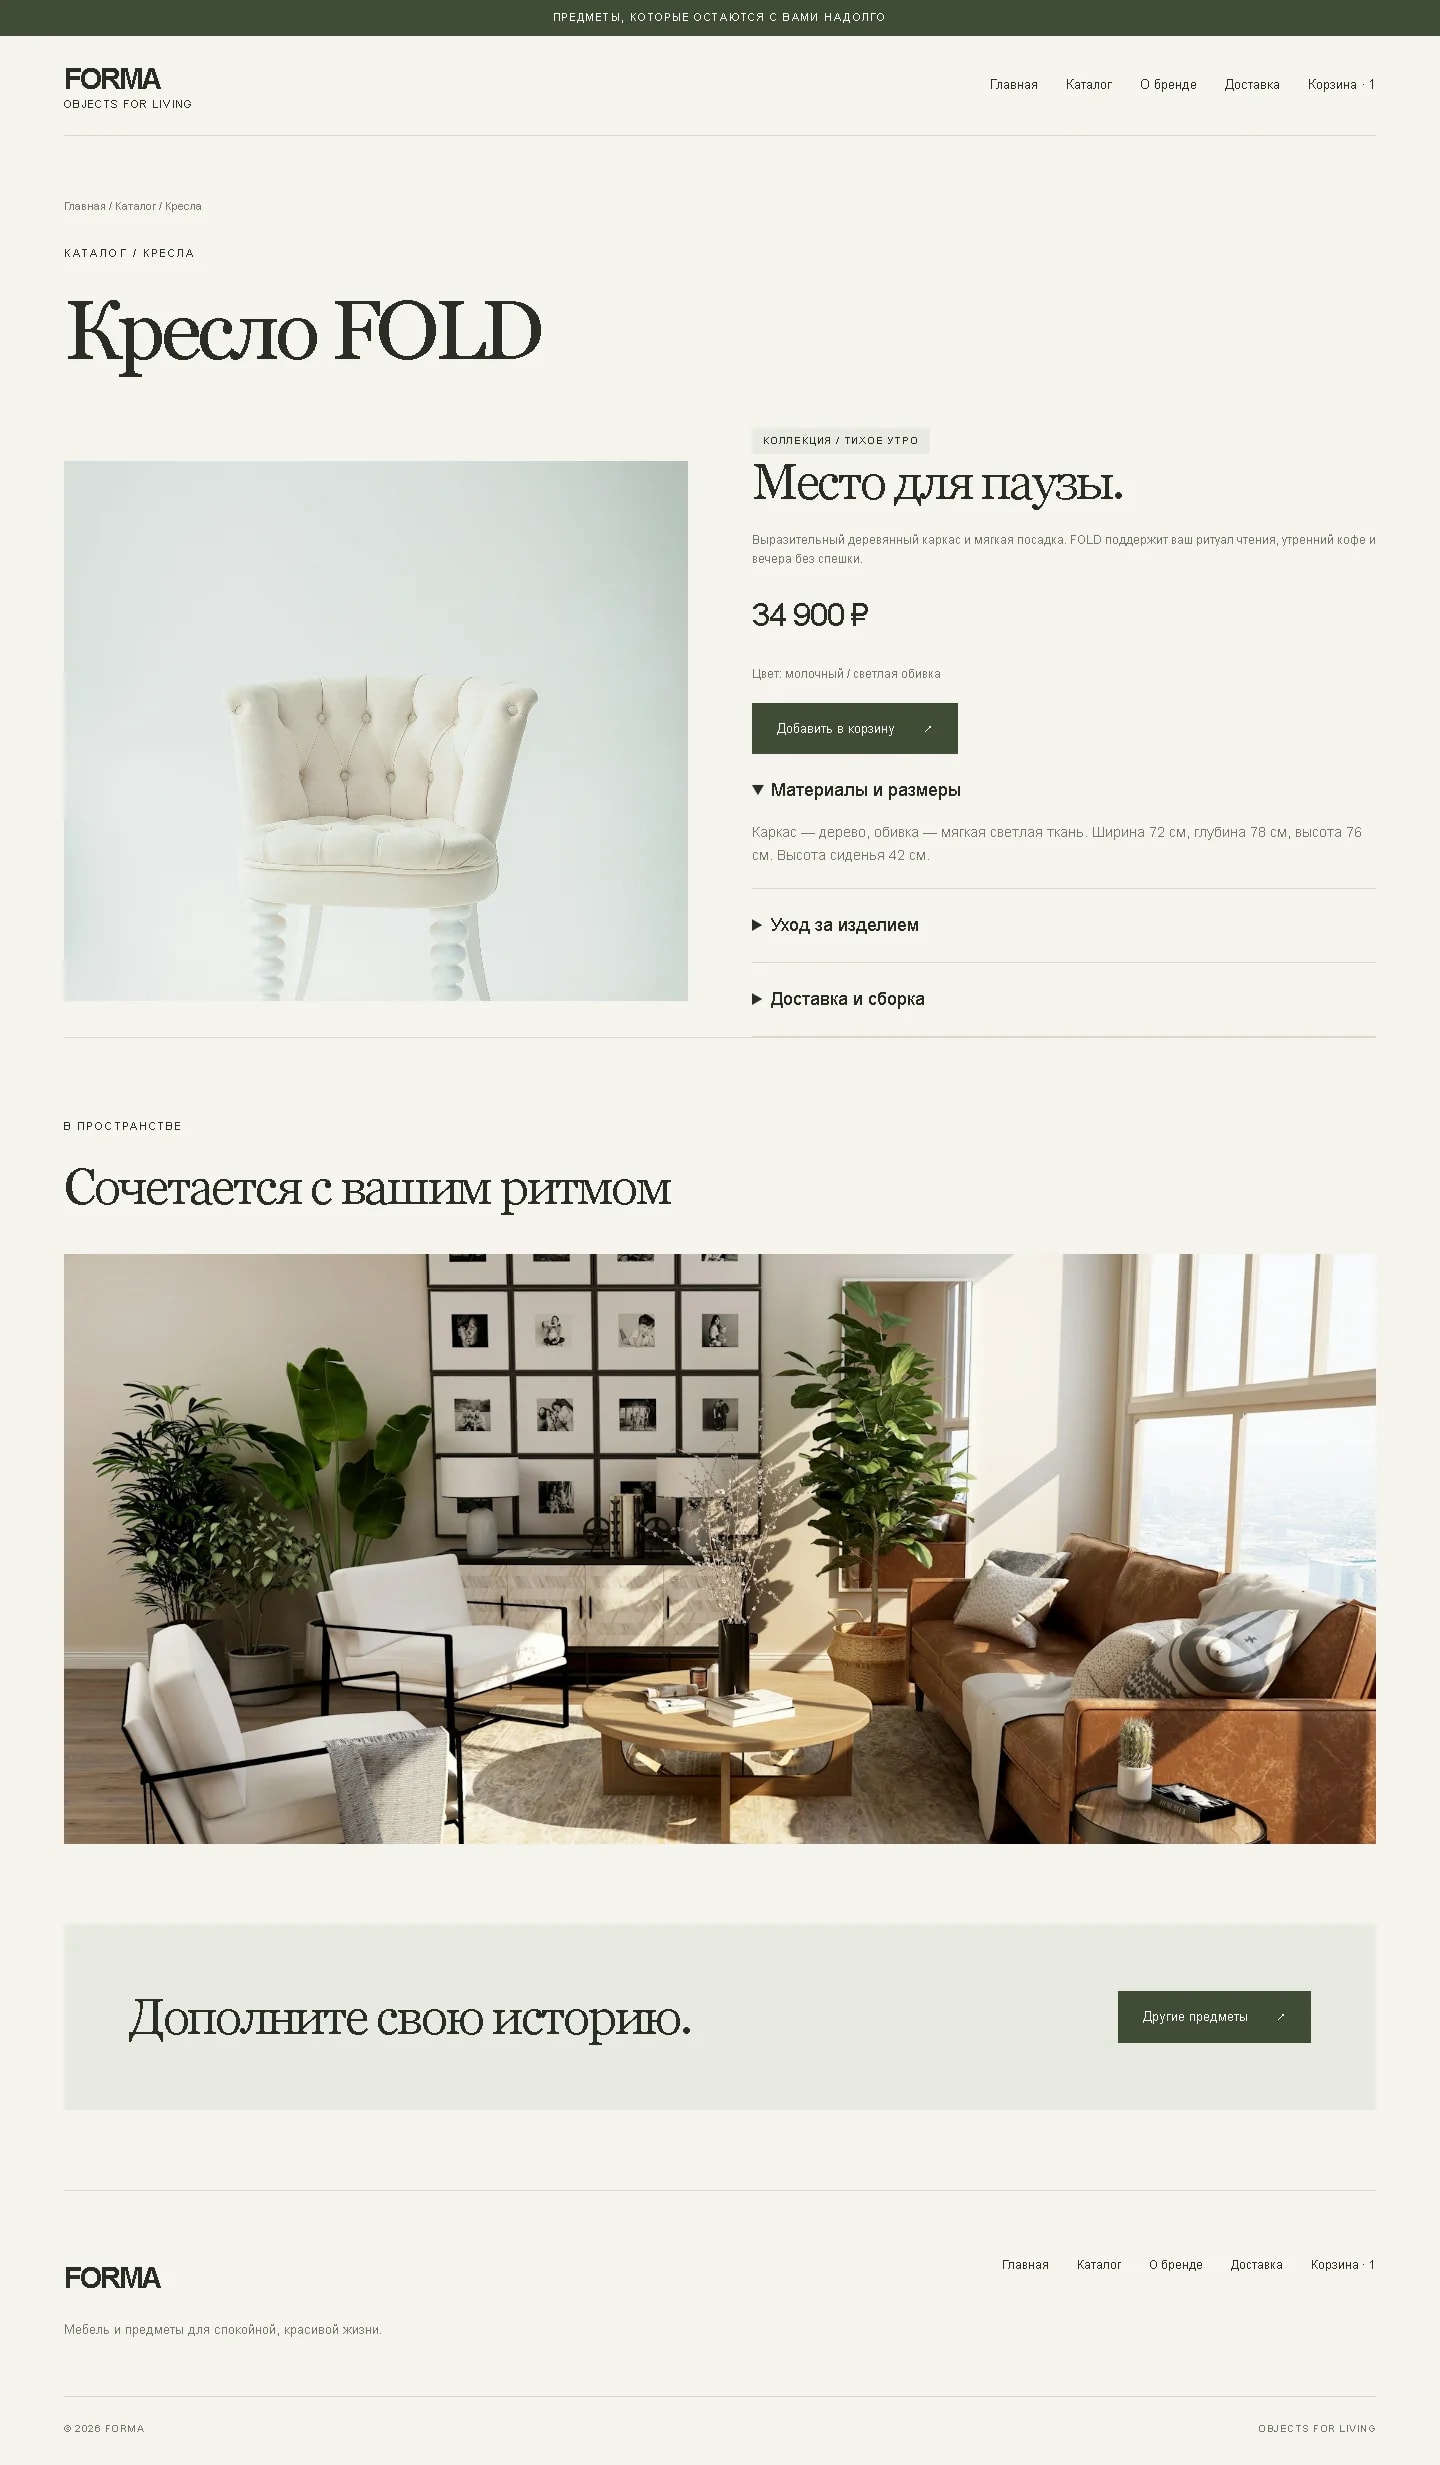 ПРЕДМЕТЫ, КОТОРЫЕ ОСТАЮТСЯ С ВАМИ НАДОЛГО
FORMA
OBJECTS FOR LIVING
Главная Каталог О бренде Доставка Корзина · 1
Главная / Каталог / Кресла
КАТАЛОГ / КРЕСЛА
Кресло FOLD
КОЛЛЕКЦИЯ / ТИХОЕ УТРО
Место для паузы.
Выразительный деревянный каркас и мягкая посадка. FOLD поддержит ваш ритуал чтения, утренний кофе и
вечера без спешки.
34 900 ₽
Цвет: молочный / светлая обивка
Добавить в корзину ↗
▼ Материалы и размеры
Каркас — дерево, обивка — мягкая светлая ткань. Ширина 72 см, глубина 78 см, высота 76
см. Высота сиденья 42 см.
▶ Уход за изделием
▶ Доставка и сборка
В ПРОСТРАНСТВЕ
Сочетается с вашим ритмом
Дополните свою историю.
Другие предметы ↗
FORMA
Главная Каталог О бренде Доставка Корзина · 1
Мебель и предметы для спокойной, красивой жизни.
© 2026 FORMA
OBJECTS FOR LIVING